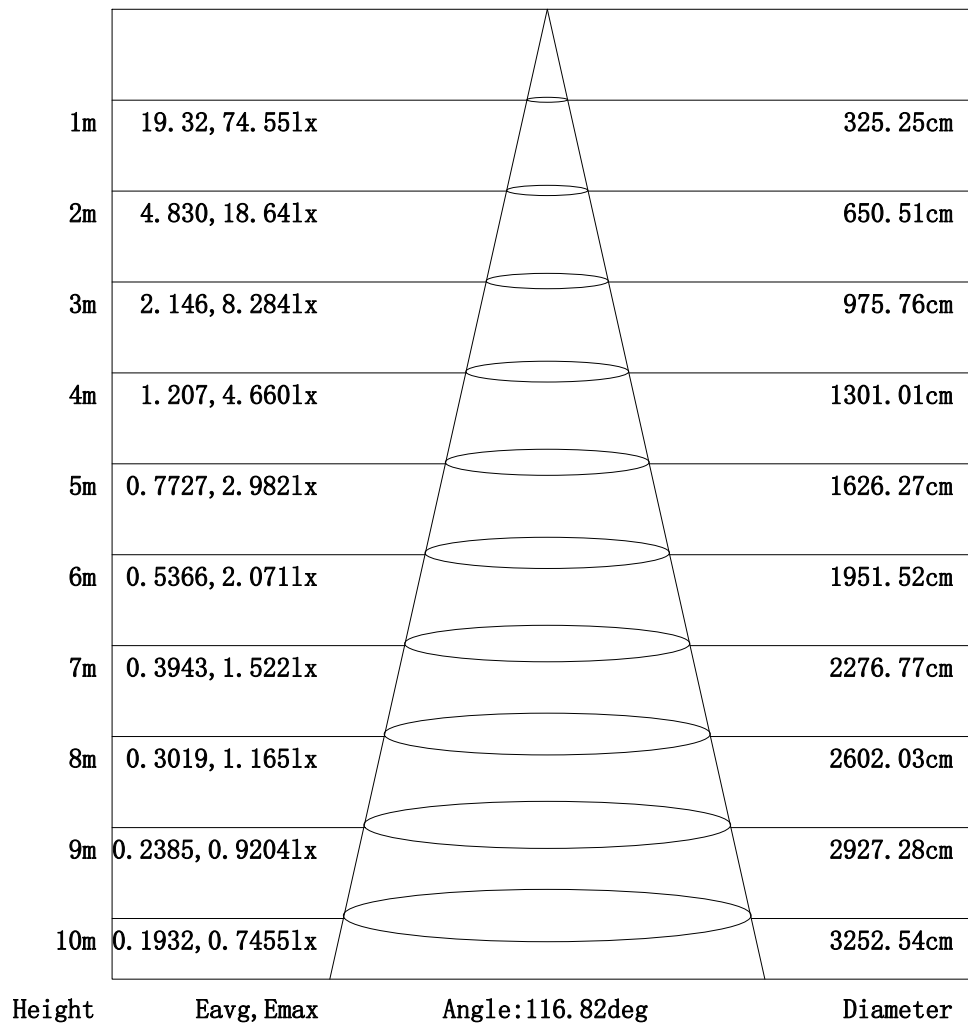 1m 19.32,74.55lx 325.25cm
2m 4.830,18.64lx 650.51cm
3m 2.146,8.284lx 975.76cm
4m 1.207,4.660lx 1301.01cm
5m 0.7727,2.982lx 1626.27cm
6m 0.5366,2.071lx 1951.52cm
7m 0.3943,1.522lx 2276.77cm
8m 0.3019,1.165lx 2602.03cm
9m 0.2385,0.9204lx 2927.28cm
10m 0.1932,0.7455lx 3252.54cm
Height Eavg,Emax Angle:116.82deg Diameter